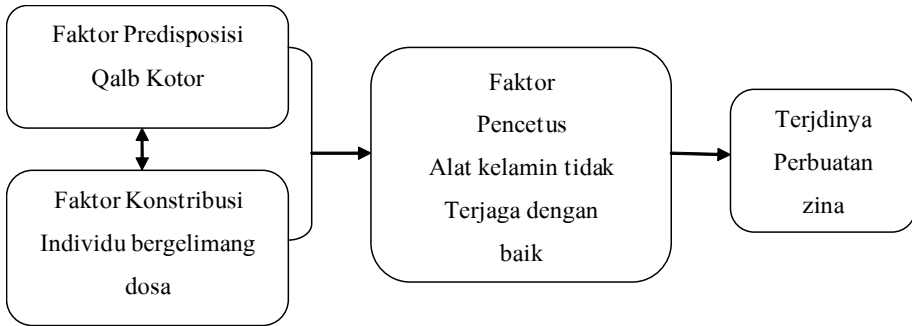 Faktor Predisposisi
Qalb Kotor
Faktor Konstribusi
Individu bergelimang
dosa
Faktor
Pencetus
Alat kelamin tidak
Terjaga dengan
baik
Terjdinya
Perbuatan
zina